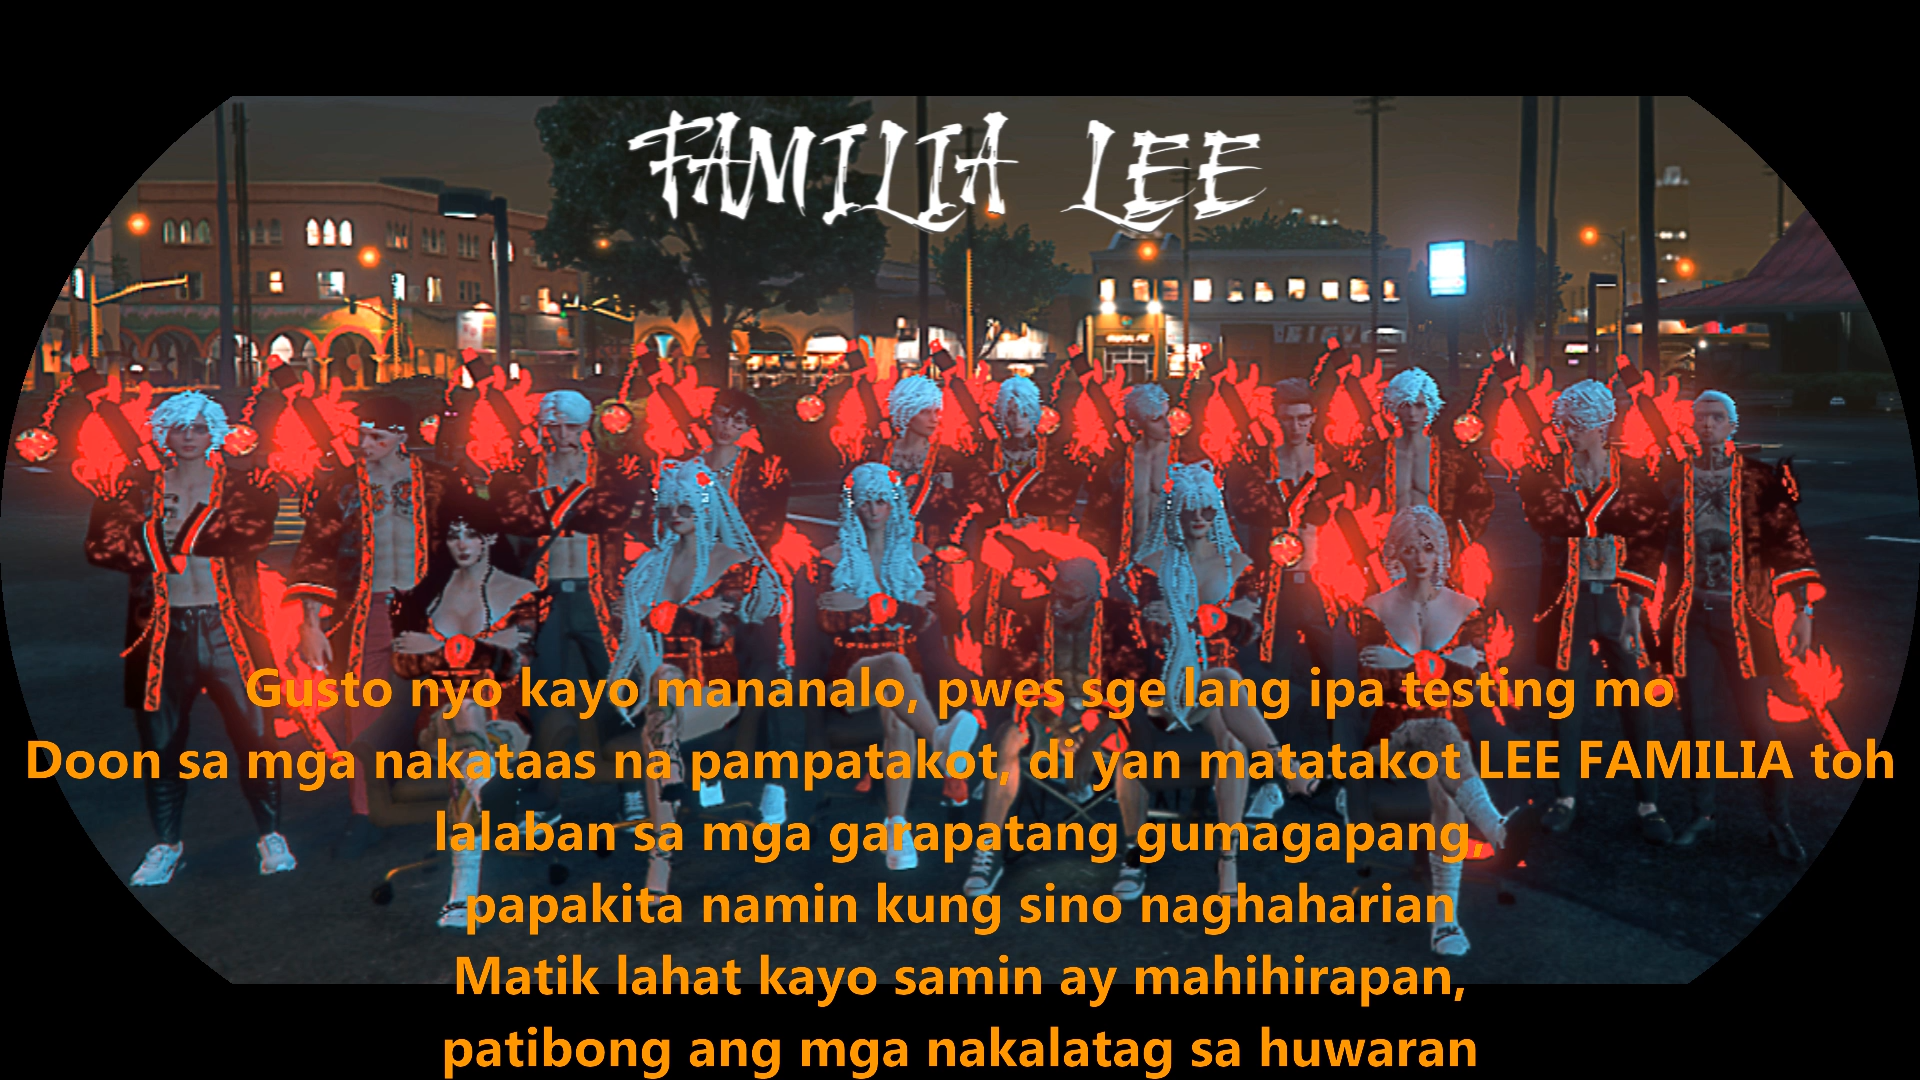 FAMILIA LEE
Gusto nyo kayo mananalo, pwes sge lang ipa testing mo
Doon sa mga nakataas na pampatakot, di yan matatakot LEE FAMILIA toh
lalaban sa mga garapatang gumagapang,
papakita namin kung sino naghaharian
Matik lahat kayo samin ay mahihirapan,
patibong ang mga nakalatag sa huwaran